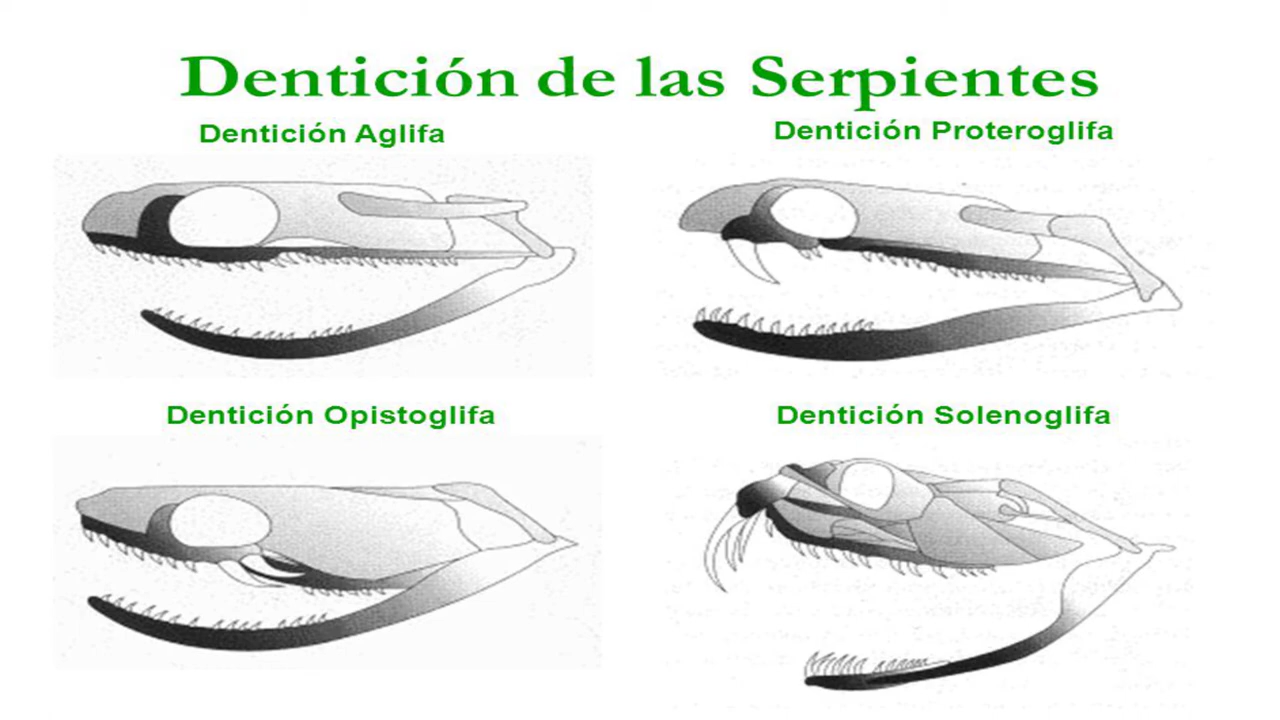 Dentición de las Serpientes
Dentición Aglifa
Dentición Proteroglifa
Dentición Opistoglifa
Dentición Solenoglifa